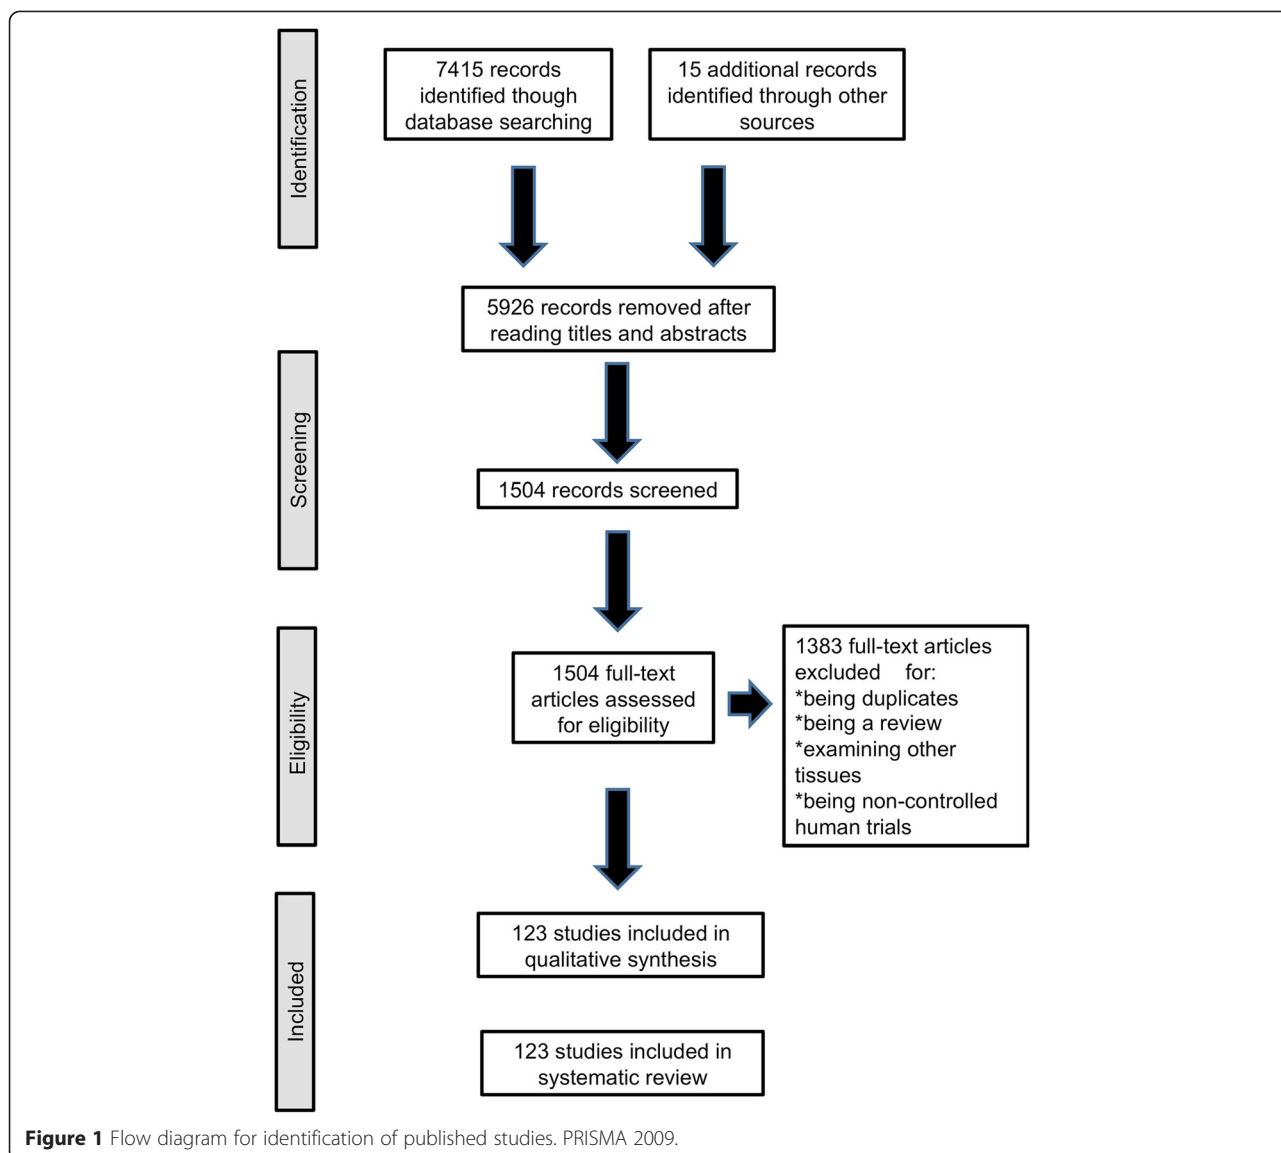 Identification
7415 records
identified though
database searching
15 additional records
identified through other
sources
5926 records removed after
reading titles and abstracts
Screening
1504 records screened
Eligibility
1504 full-text
articles assessed
for eligibility
1383 full-text articles
excluded for:
*being duplicates
*being a review
*examining other
tissues
*being non-controlled
human trials
Included
123 studies included in
qualitative synthesis
123 studies included in
systematic review
Figure 1 Flow diagram for identification of published studies. PRISMA 2009.